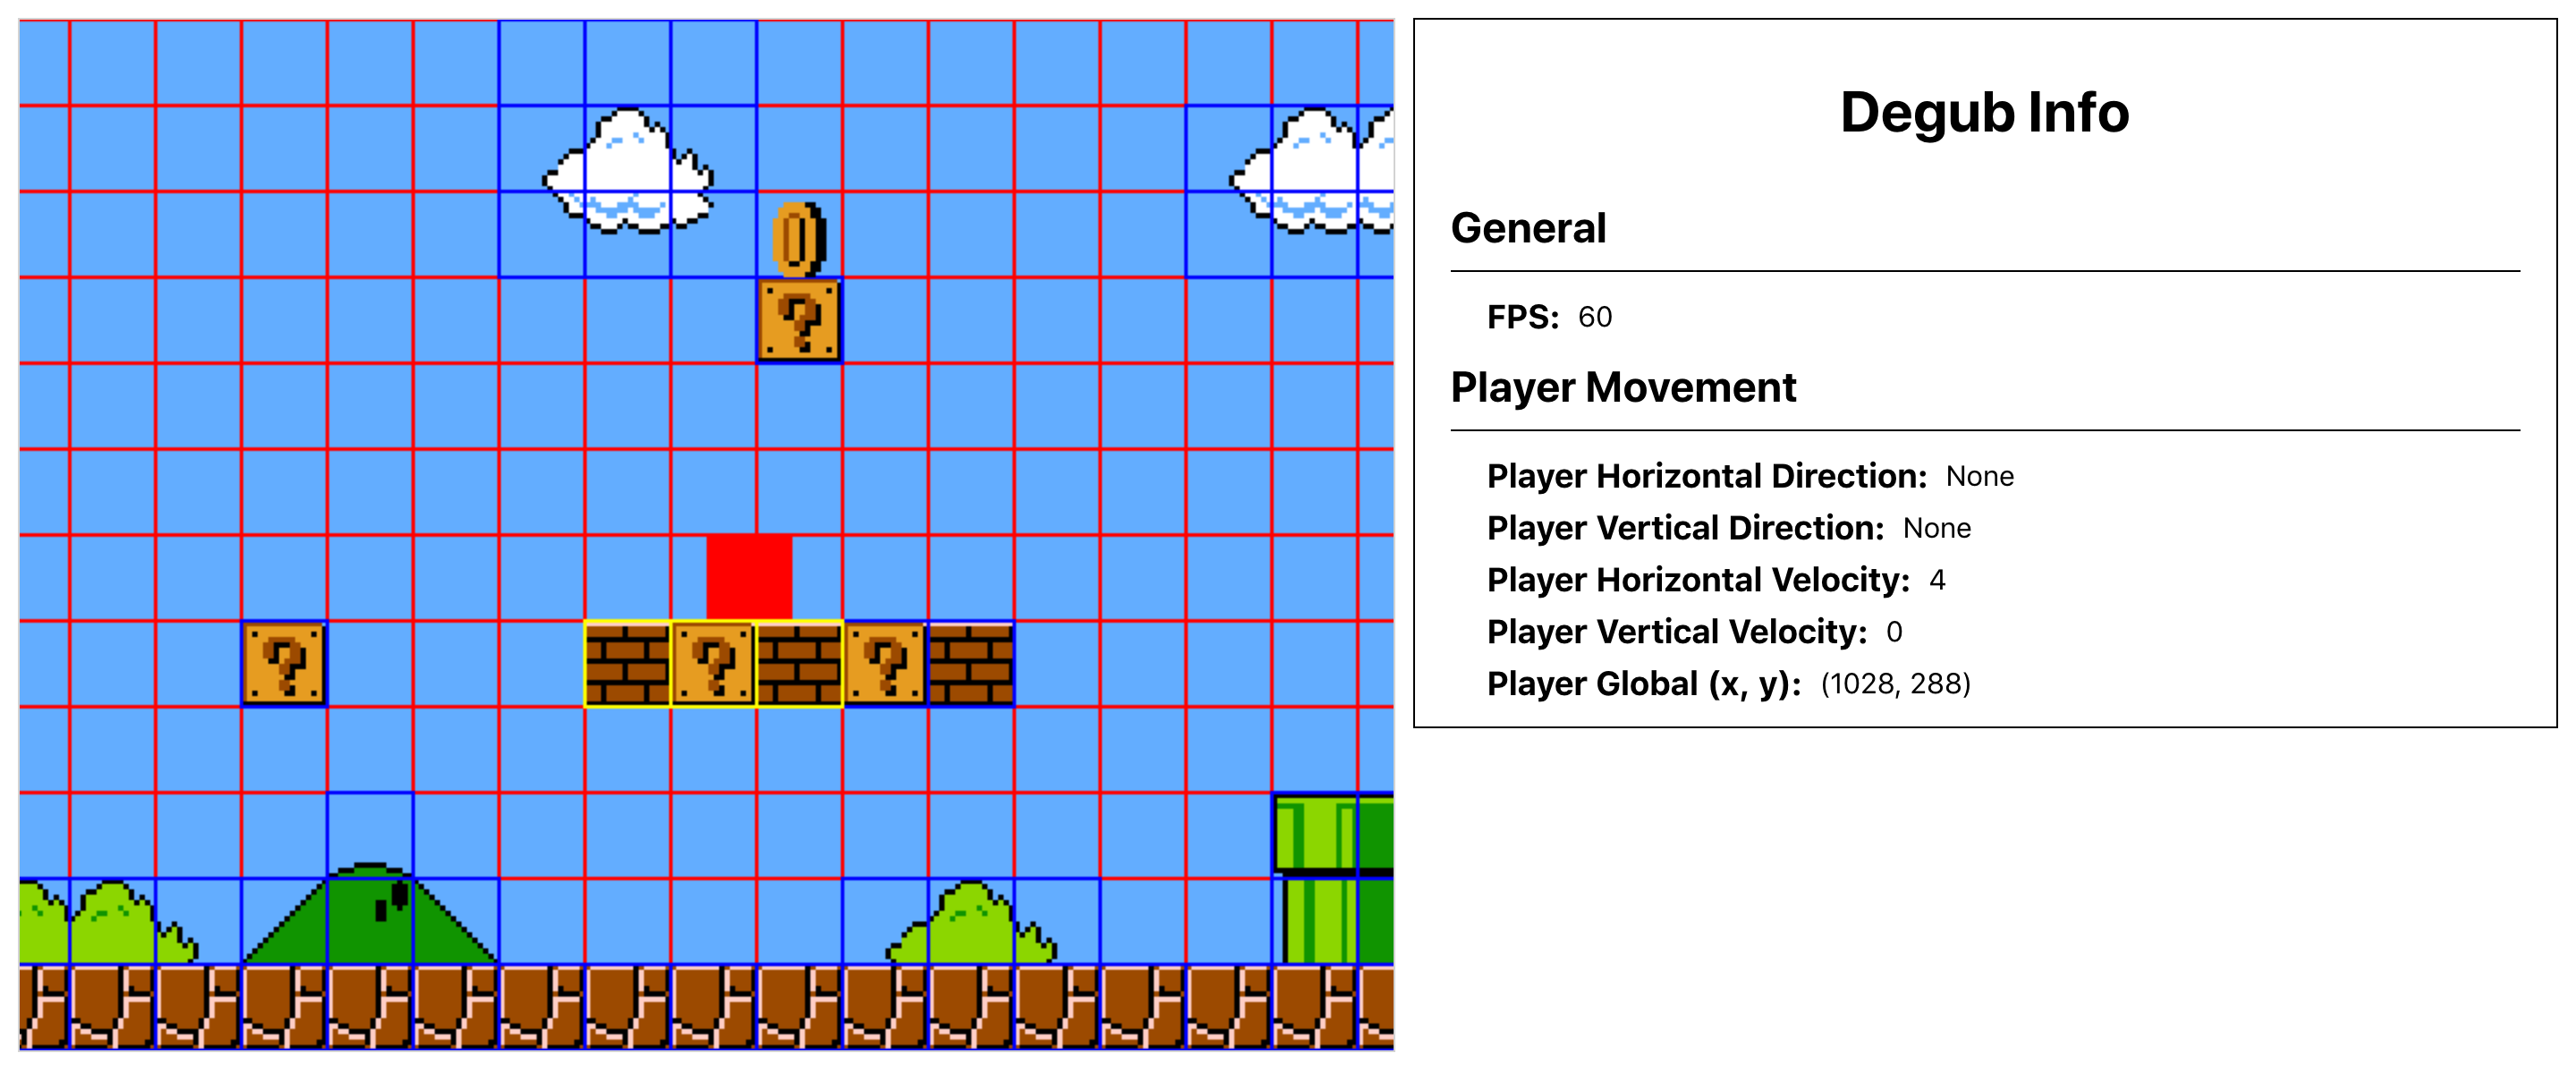 Degub Info
General
FPS: 60
Player Movement
Player Horizontal Direction: None
Player Vertical Direction: None
Player Horizontal Velocity: 4
Player Vertical Velocity: 0
Player Global (x, y): (1028, 288)
?
?
?
?